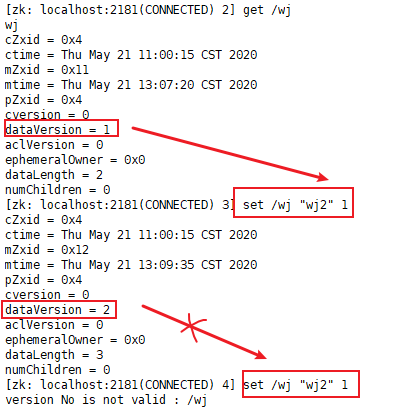 [zk: localhost:2181(CONNECTED) 2] get /wj
wj
cZxid = 0x4
ctime = Thu May 21 11:00:15 CST 2020
mZxid = 0x11
mtime = Thu May 21 13:07:20 CST 2020
pZxid = 0x4
cversion = 0
dataVersion = 1
aclVersion = 0
ephemeralOwner = 0x0
dataLength = 2
numChildren = 0
[zk: localhost:2181(CONNECTED) 3] set /wj "wj2" 1
cZxid = 0x4
ctime = Thu May 21 11:00:15 CST 2020
mZxid = 0x12
mtime = Thu May 21 13:09:35 CST 2020
pZxid = 0x4
cversion = 0
dataVersion = 2
aclVersion = 0
ephemeralOwner = 0x0
dataLength = 3
numChildren = 0
[zk: localhost:2181(CONNECTED) 4] set /wj "wj2" 1
version No is not valid : /wj